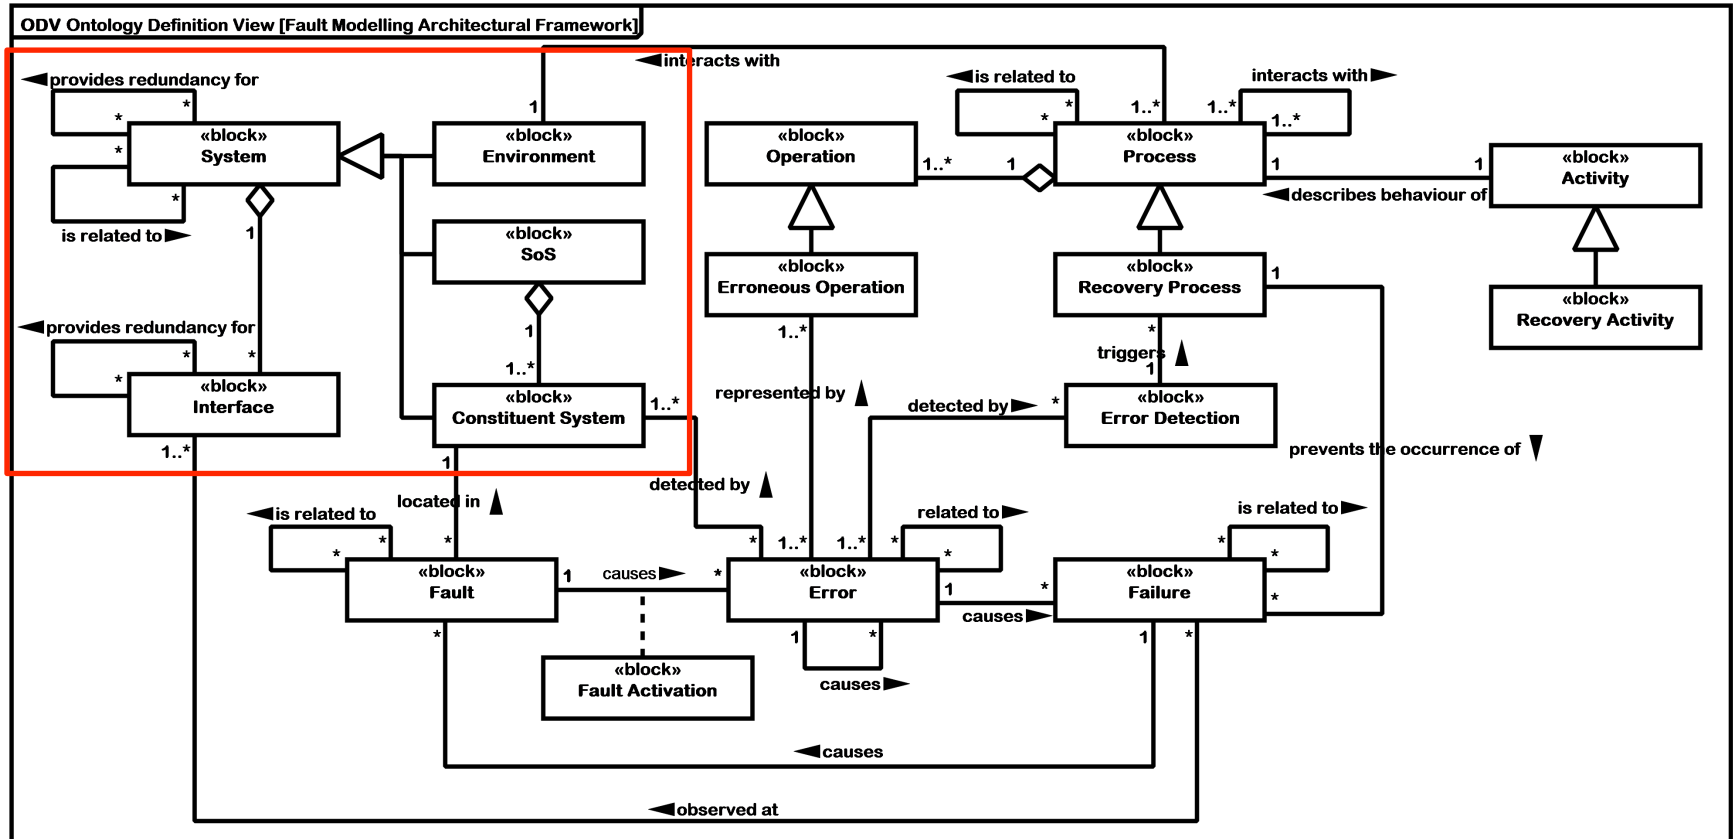 ODV Ontology Definition View [Fault Modelling Architectural Framework]
◄provides redundancy for
*
*
«block»
System
*
*
is related to►
1
*
◄provides redundancy for
*
*
«block»
Interface
1..*
◄interacts with
1
«block»
Environment
«block»
SoS
1
1..*
«block»
Constituent System
1..*
1
located in ▲
*
detected by ▲
*
«block»
Operation
1..*
1
«block»
Erroneous Operation
1..*
represented by ▲
1..*
◄is related to
*
*
1..*
interacts with►
1..*
1..*
«block»
Process
1
1
◄describes behaviour of
«block»
Activity
«block»
Recovery Activity
«block»
Recovery Process
1
*
triggers ▲
1
detected by►
*
1..*
«block»
Error Detection
prevents the occurrence of ▼
◄is related to
*
*
«block»
Fault
1
causes►
*
*
«block»
Fault Activation
related to►
*
*
«block»
Error
1
*
causes►
1
*
causes►
is related to►
*
*
«block»
Failure
*
1
*
◄causes
◄observed at